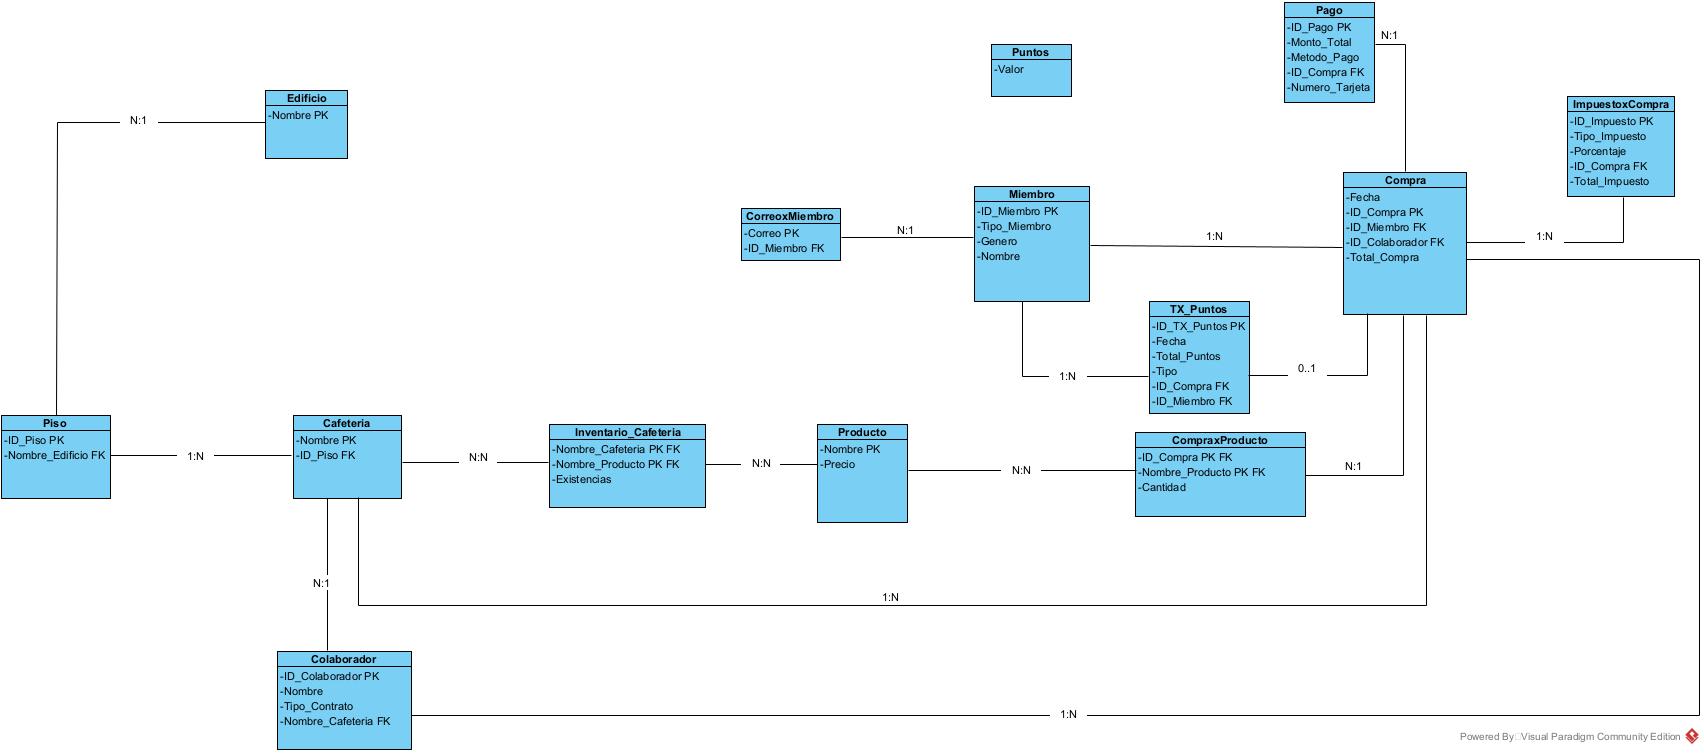 Pago
-ID_Pago PK
-Monto_Total
-Metodo_Pago
-ID_Compra FK
-Numero_Tarjeta
N:1
Puntos
-Valor
Edificio
-Nombre PK
N:1
ImpuestoxCompra
-ID_Impuesto PK
-Tipo_Impuesto
-Porcentaje
-ID_Compra FK
-Total_Impuesto
Compra
-Fecha
-ID_Compra PK
-ID_Miembro FK
-ID_Colaborador FK
-Total_Compra
1:N
Miembro
-ID_Miembro PK
-Tipo_Miembro
-Genero
-Nombre
1:N
CorreoxMiembro
-Correo PK
-ID_Miembro FK
N:1
TX_Puntos
-ID_TX_Puntos PK
-Fecha
-Total_Puntos
-Tipo
-ID_Compra FK
-ID_Miembro FK
1:N
0..1
Piso
-ID_Piso PK
-Nombre_Edificio FK
1:N
Cafeteria
-Nombre PK
-ID_Piso FK
N:N
Inventario_Cafeteria
-Nombre_Cafeteria PK FK
-Nombre_Producto PK FK
-Existencias
N:N
Producto
-Nombre PK
-Precio
N:N
CompraxProducto
-ID_Compra PK FK
-Nombre_Producto PK FK
-Cantidad
N:1
N:1
1:N
Colaborador
-ID_Colaborador PK
-Nombre
-Tipo_Contrato
-Nombre_Cafeteria FK
1:N
Powered By Visual Paradigm Community Edition